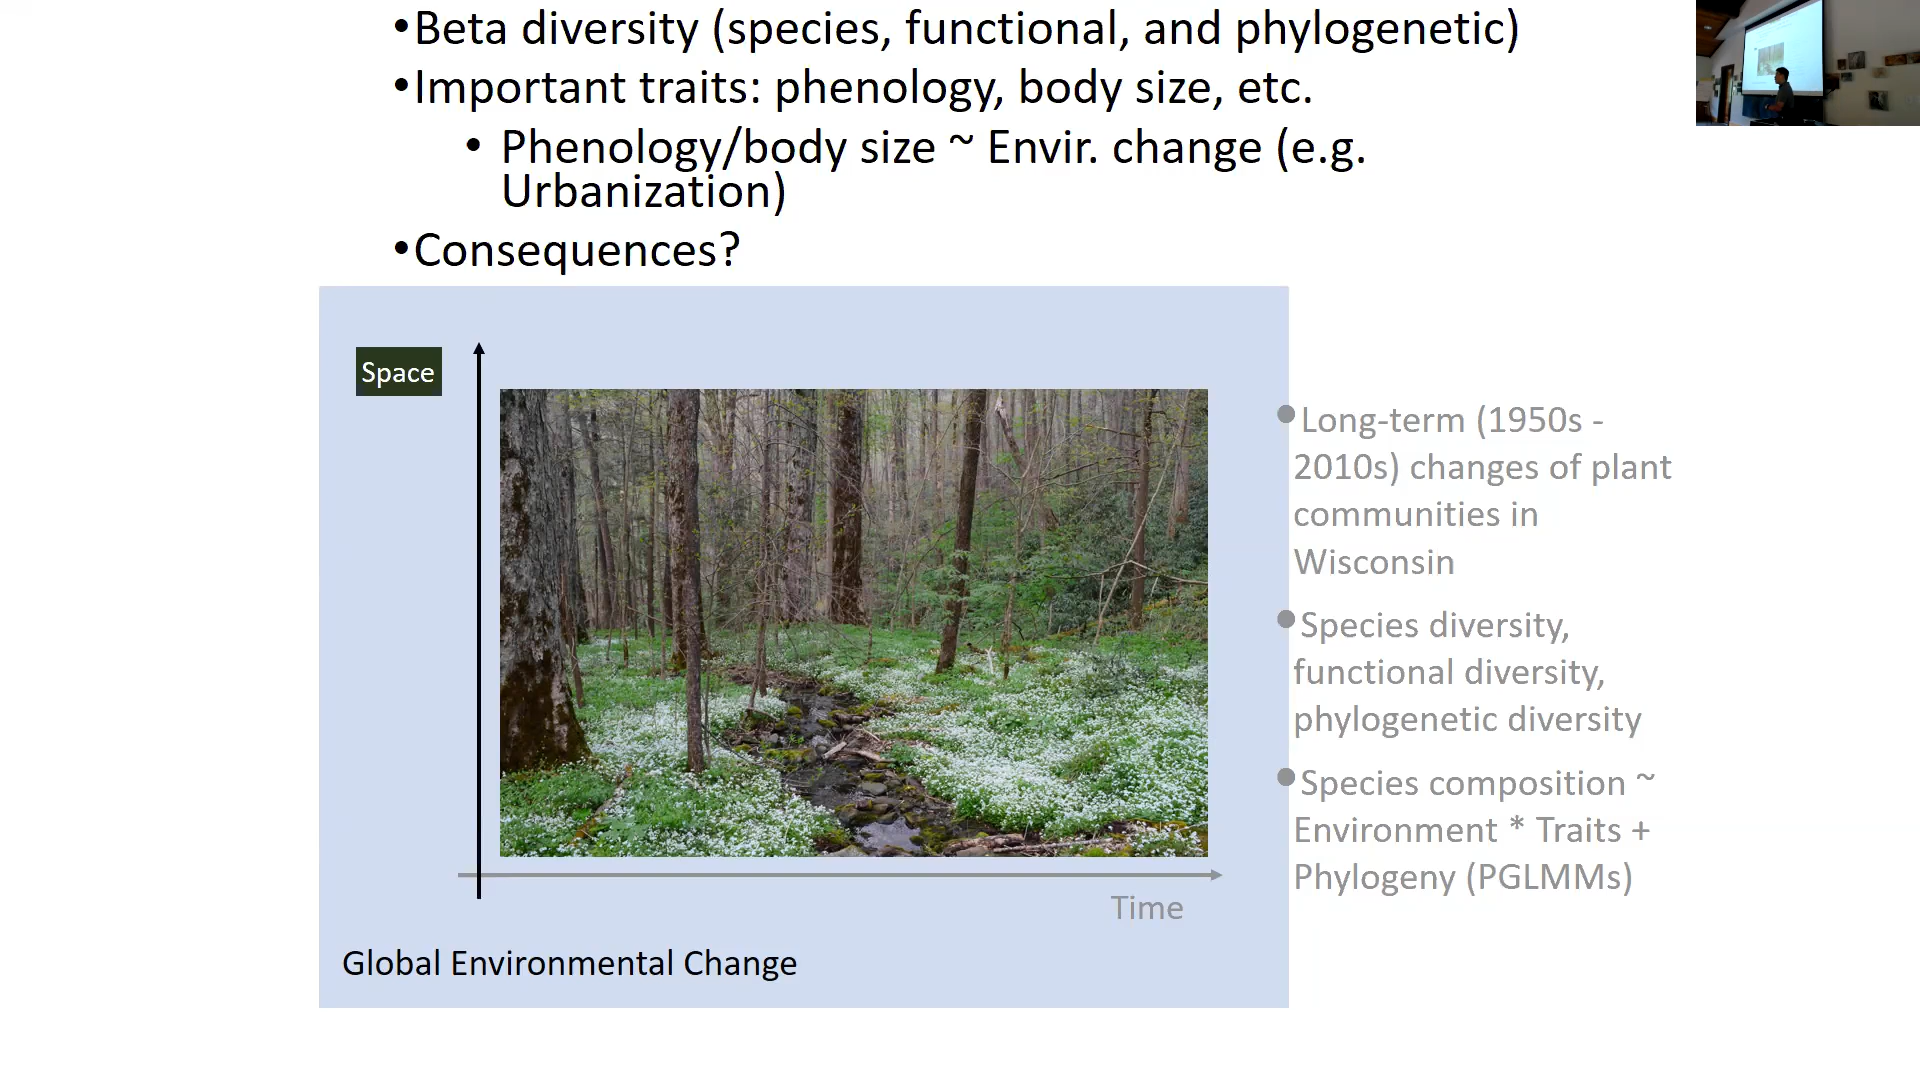 •Beta diversity (species, functional, and phylogenetic)
•Important traits: phenology, body size, etc.
• Phenology/body size ~ Envir. change (e.g.
Urbanization)
•Consequences?
Space
Time
Global Environmental Change
•Long-term (1950s -
2010s) changes of plant
communities in
Wisconsin
•Species diversity,
functional diversity,
phylogenetic diversity
•Species composition ~
Environment * Traits +
Phylogeny (PGLMMs)